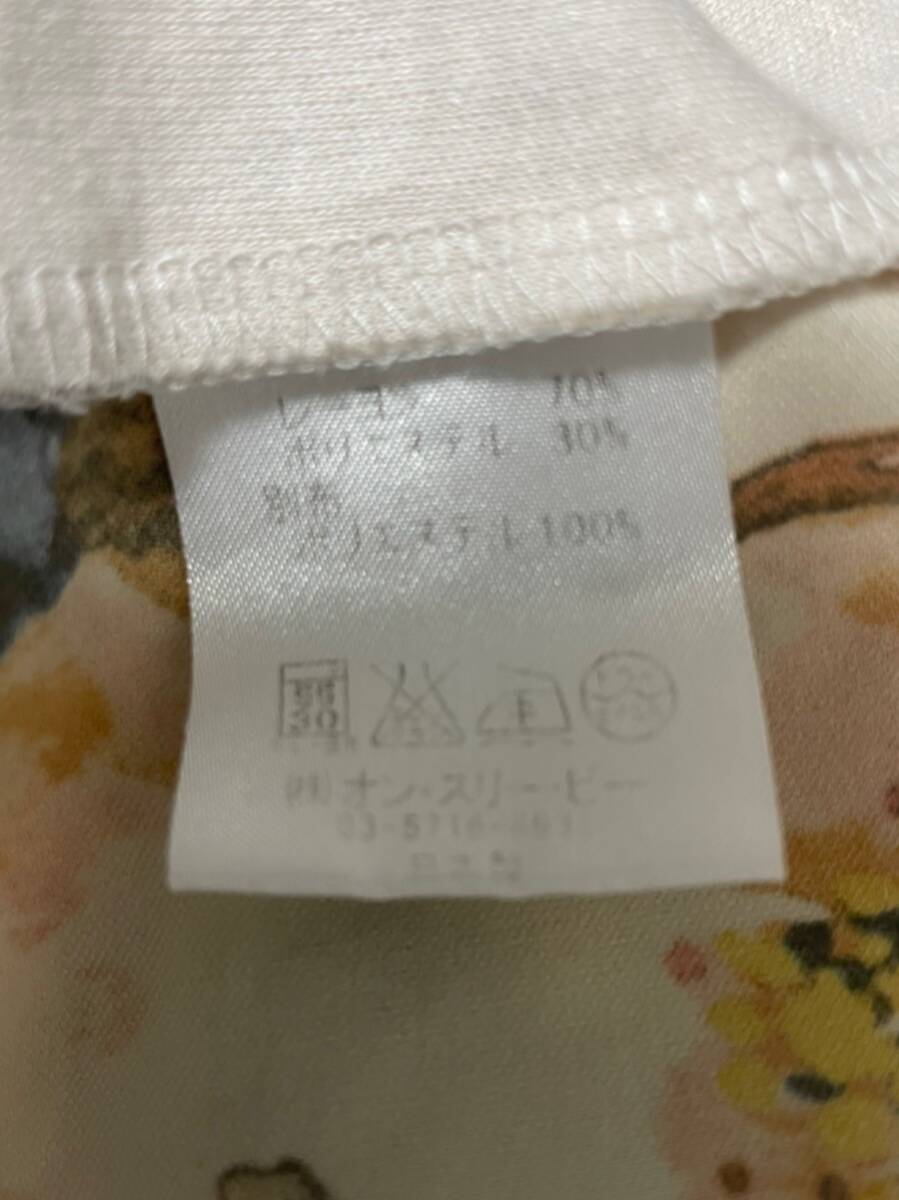 レーヨン 70%
ポリエステル 30%
別布
ポリエステル 100%
30
(株)オン・スリー・ビー
日本製